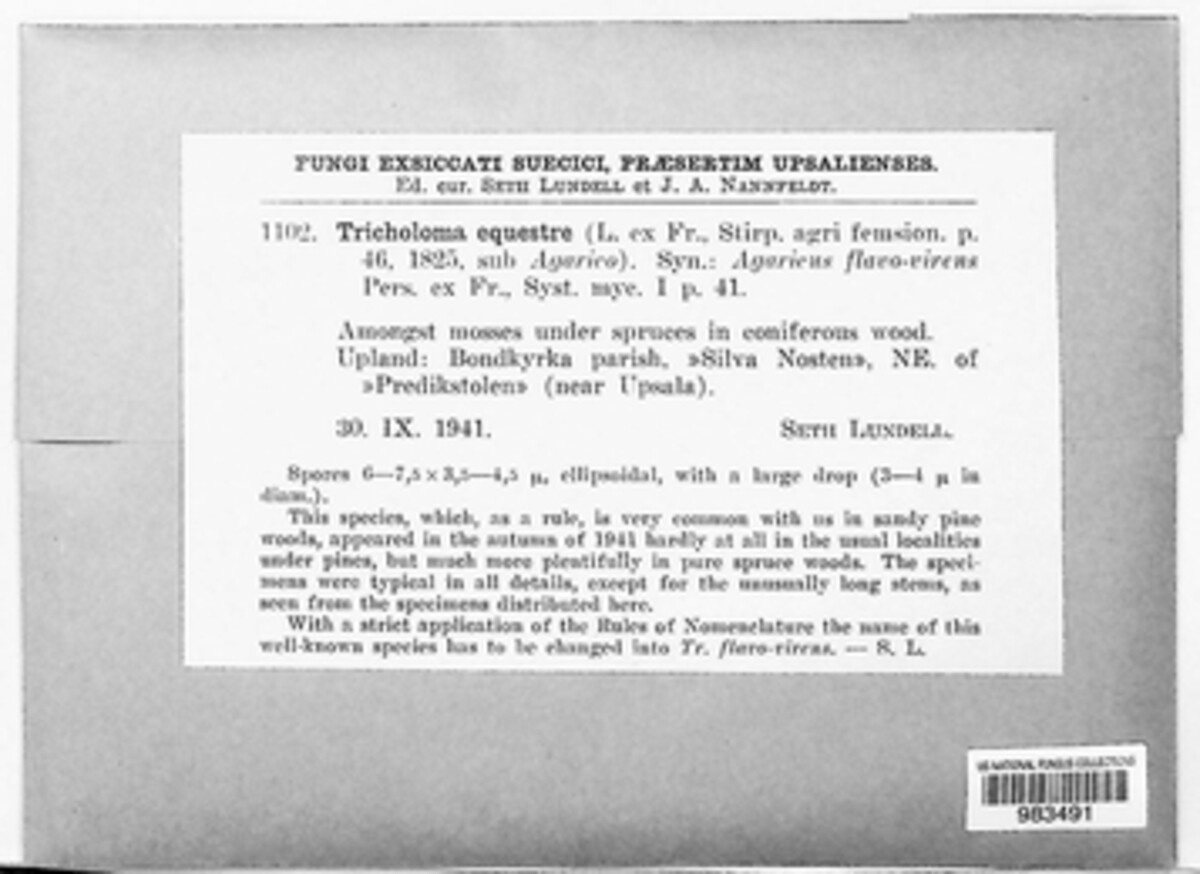 FUNGI EXSICCATI SUECICI, PRÆSERTIM UPSALIENSES.
Ed. cur. SETH LUNDELL et J. A. NANNFELDT.
1102. Tricholoma equestre (L. ex Fr., Stirp. agri femsion. p.
46, 1825, sub Agarico). Syn.: Agaricus flavo-virens
Pers. ex Fr., Syst. myc. I p. 41.
Amongst mosses under spruces in coniferous wood.
Upland: Bondkyrka parish, »Silva Nosten», NE. of
»Predikstolen» (near Upsala).
30. IX. 1941. SETH LUNDELL.
Spores 6—7,5 × 3,5—4,5 µ, ellipsoidal, with a large drop (3—4 µ in
diam.).
This species, which, as a rule, is very common with us in sandy pine
woods, appeared in the autumn of 1941 hardly at all in the usual localities
under pines, but much more plentifully in pure spruce woods. The speci-
mens were typical in all details, except for the unusually long stems, as
seen from the specimens distributed here.
With a strict application of the Rules of Nomenclature the name of this
well-known species has to be changed into Tr. flavo-virens. — S. L.
US NATIONAL FUNGUS COLLECTIONS
983491